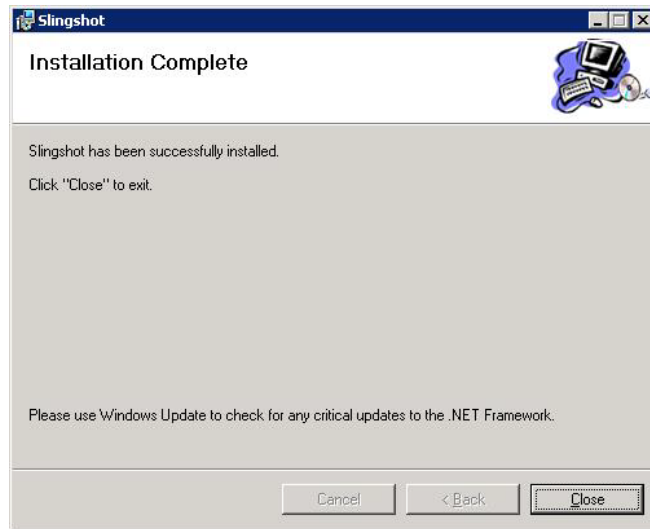 Slingshot
Installation Complete
Slingshot has been successfully installed.
Click "Close" to exit.
Please use Windows Update to check for any critical updates to the .NET Framework.
Cancel
< Back
Close